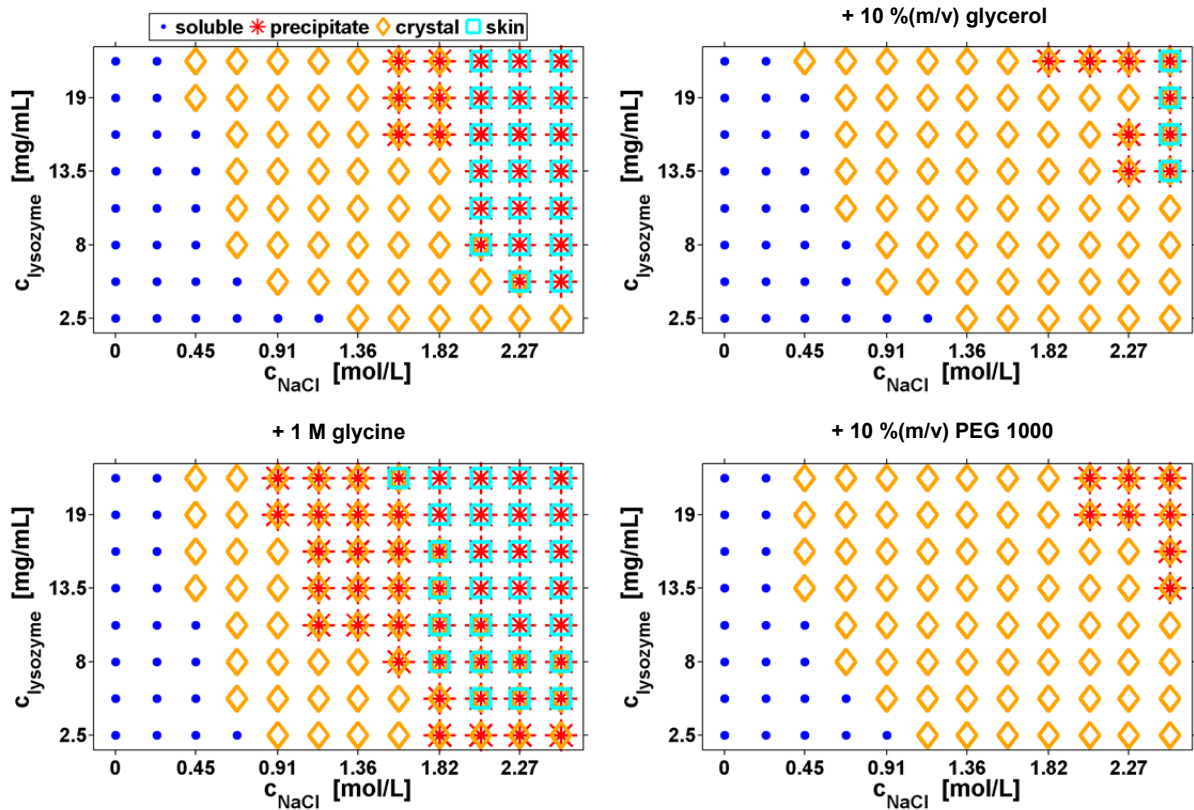 soluble precipitate crystal skin
19
13.5
8
2.5
c_lysozyme [mg/mL]
0 0.45 0.91 1.36 1.82 2.27
c_NaCl [mol/L]
+ 10 %(m/v) glycerol
19
13.5
8
2.5
c_lysozyme [mg/mL]
0 0.45 0.91 1.36 1.82 2.27
c_NaCl [mol/L]
+ 1 M glycine
19
13.5
8
2.5
c_lysozyme [mg/mL]
0 0.45 0.91 1.36 1.82 2.27
c_NaCl [mol/L]
+ 10 %(m/v) PEG 1000
19
13.5
8
2.5
c_lysozyme [mg/mL]
0 0.45 0.91 1.36 1.82 2.27
c_NaCl [mol/L]